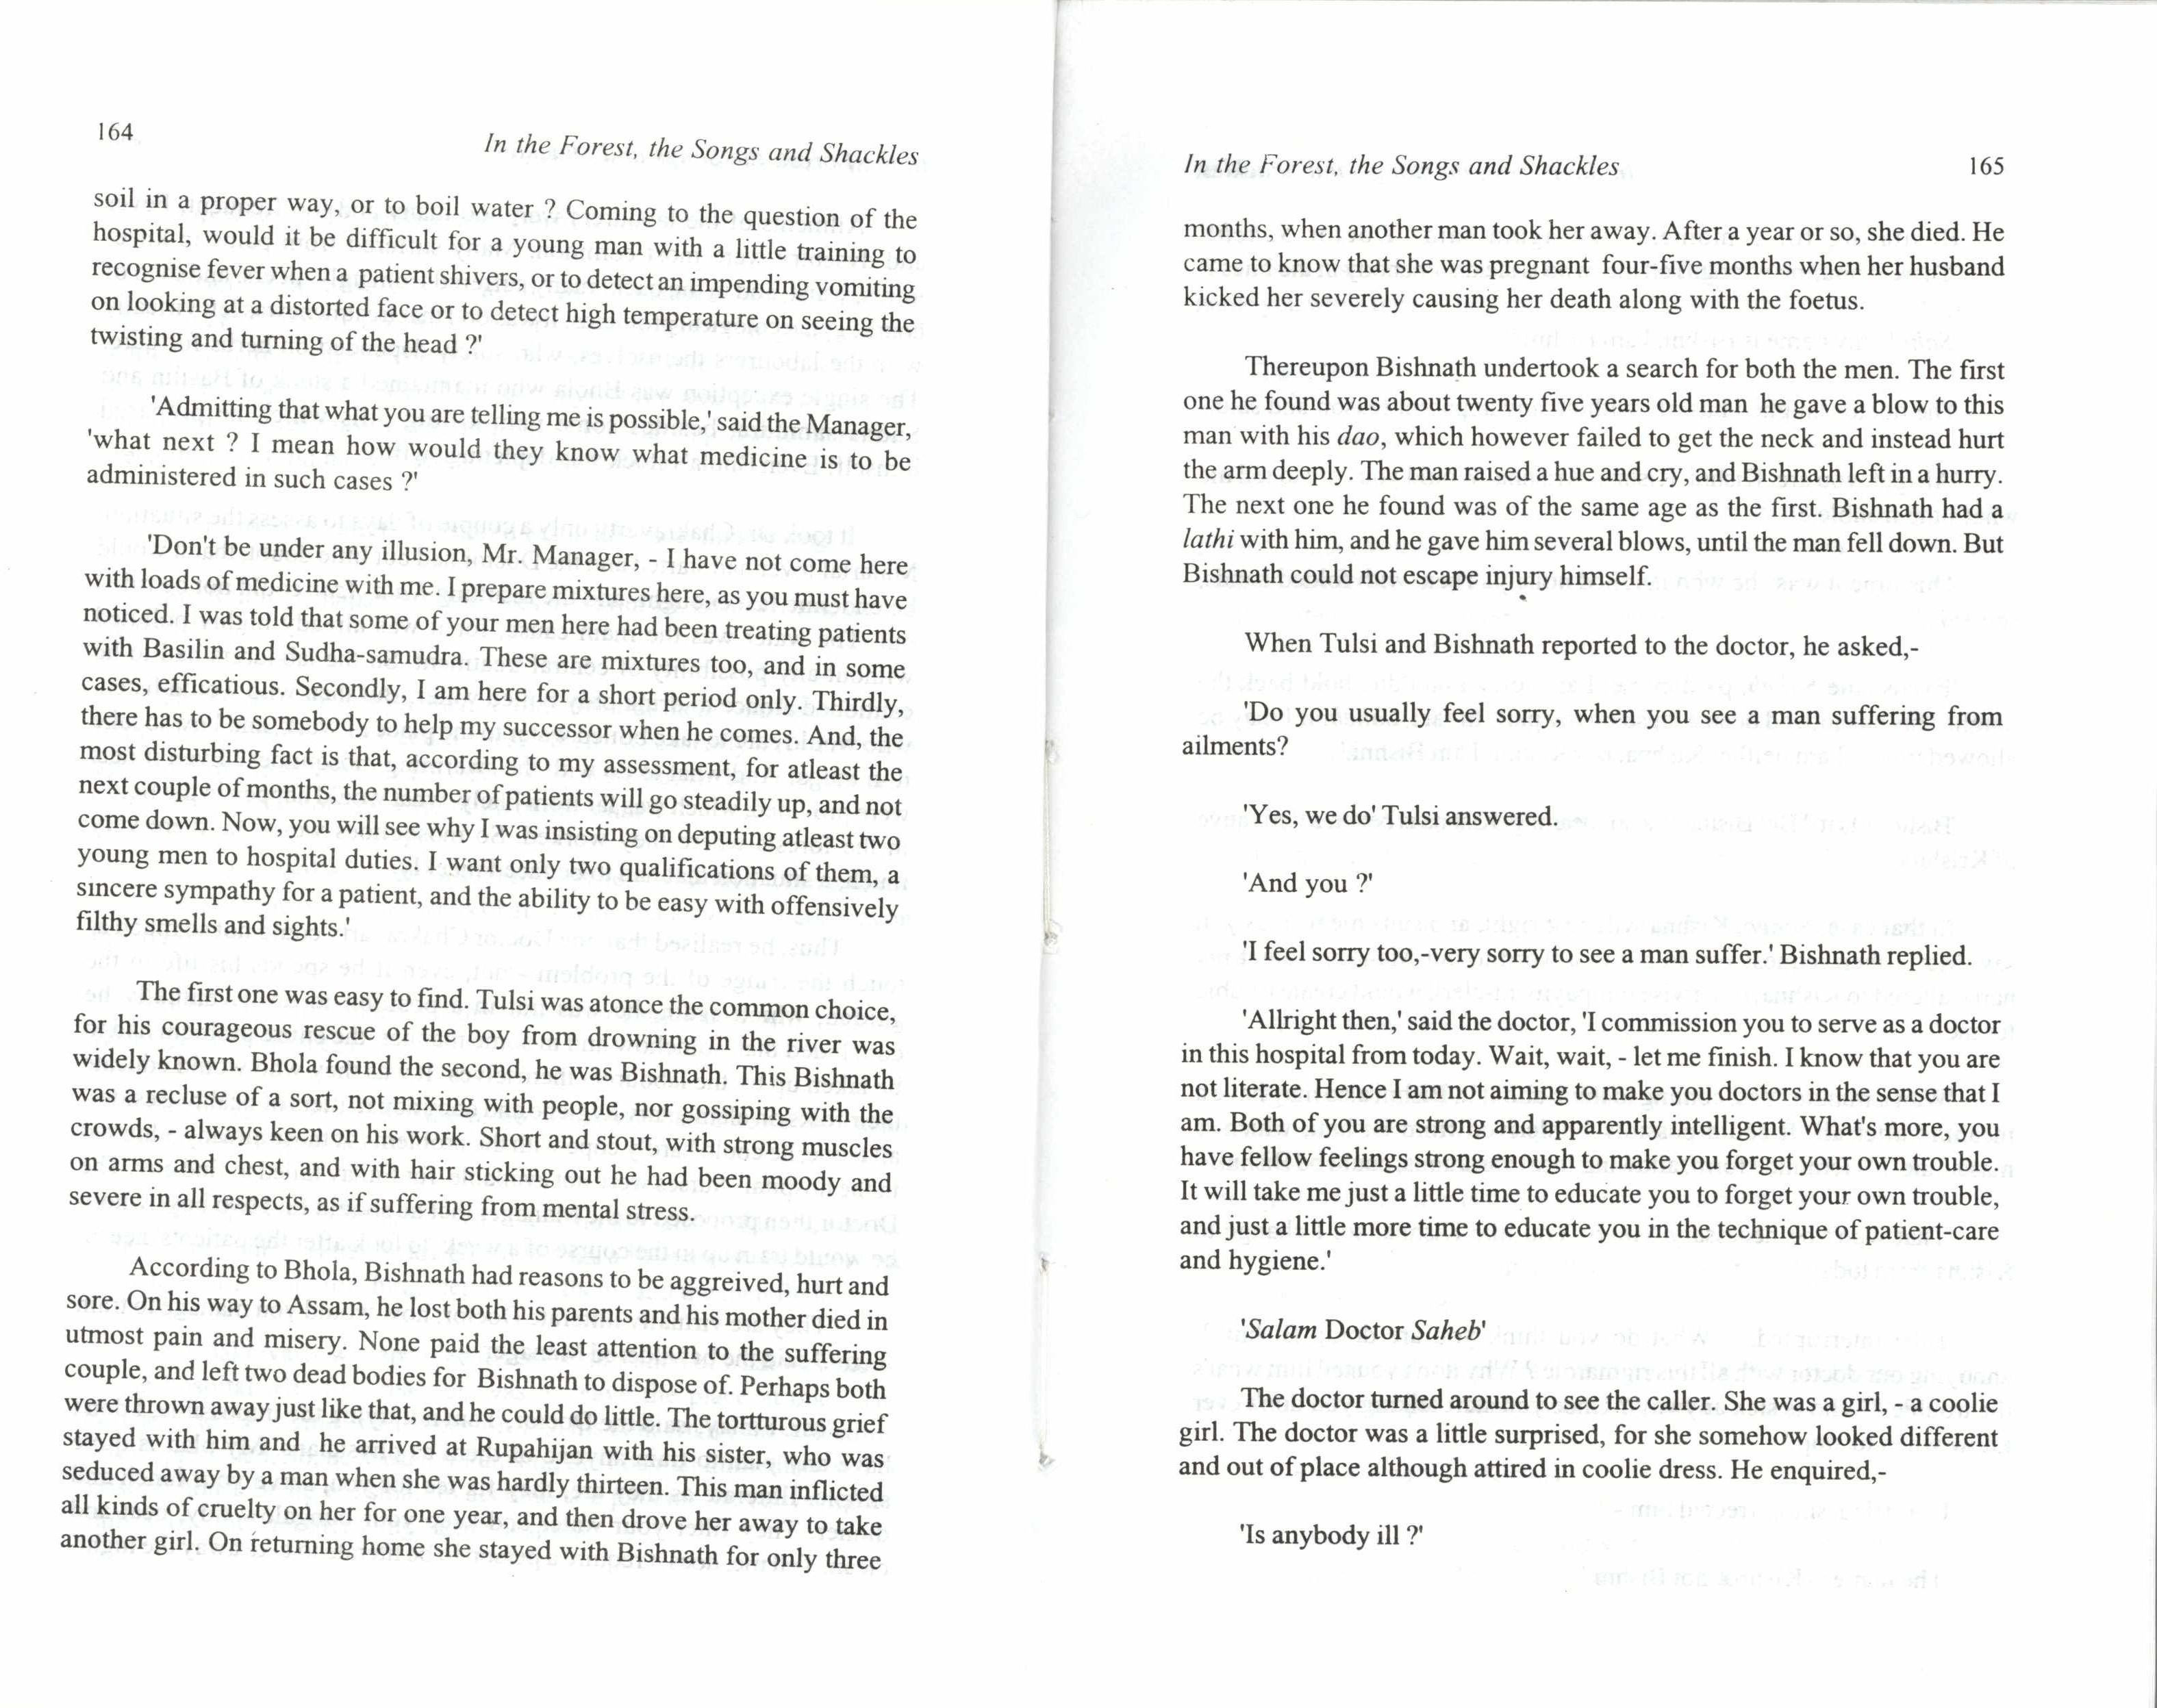 164
In the Forest, the Songs and Shackles
soil in a proper way, or to boil water ? Coming to the question of the
hospital, would it be difficult for a young man with a little training to
recognise fever when a patient shivers, or to detect an impending vomiting
on looking at a distorted face or to detect high temperature on seeing the
twisting and turning of the head ?'
'Admitting that what you are telling me is possible,' said the Manager,
'what next ? I mean how would they know what medicine is to be
administered in such cases ?'
'Don't be under any illusion, Mr. Manager, - I have not come here
with loads of medicine with me. I prepare mixtures here, as you must have
noticed. I was told that some of your men here had been treating patients
with Basilin and Sudha-samudra. These are mixtures too, and in some
cases, efficatious. Secondly, I am here for a short period only. Thirdly,
there has to be somebody to help my successor when he comes. And, the
most disturbing fact is that, according to my assessment, for atleast the
next couple of months, the number of patients will go steadily up, and not
come down. Now, you will see why I was insisting on deputing atleast two
young men to hospital duties. I want only two qualifications of them, a
sincere sympathy for a patient, and the ability to be easy with offensively
filthy smells and sights.'
The first one was easy to find. Tulsi was atonce the common choice,
for his courageous rescue of the boy from drowning in the river was
widely known. Bhola found the second, he was Bishnath. This Bishnath
was a recluse of a sort, not mixing with people, nor gossiping with the
crowds, - always keen on his work. Short and stout, with strong muscles
on arms and chest, and with hair sticking out he had been moody and
severe in all respects, as if suffering from mental stress.
According to Bhola, Bishnath had reasons to be aggreived, hurt and
sore. On his way to Assam, he lost both his parents and his mother died in
utmost pain and misery. None paid the least attention to the suffering
couple, and left two dead bodies for Bishnath to dispose of. Perhaps both
were thrown away just like that, and he could do little. The tortturous grief
stayed with him and he arrived at Rupahijan with his sister, who was
seduced away by a man when she was hardly thirteen. This man inflicted
all kinds of cruelty on her for one year, and then drove her away to take
another girl. On returning home she stayed with Bishnath for only three
In the Forest, the Songs and Shackles
165
months, when another man took her away. After a year or so, she died. He
came to know that she was pregnant four-five months when her husband
kicked her severely causing her death along with the foetus.
Thereupon Bishnath undertook a search for both the men. The first
one he found was about twenty five years old man he gave a blow to this
man with his dao, which however failed to get the neck and instead hurt
the arm deeply. The man raised a hue and cry, and Bishnath left in a hurry.
The next one he found was of the same age as the first. Bishnath had a
lathi with him, and he gave him several blows, until the man fell down. But
Bishnath could not escape injury himself.
When Tulsi and Bishnath reported to the doctor, he asked,-
'Do you usually feel sorry, when you see a man suffering from
ailments?
'Yes, we do' Tulsi answered.
'And you ?'
'I feel sorry too,-very sorry to see a man suffer.' Bishnath replied.
'Allright then,' said the doctor, 'I commission you to serve as a doctor
in this hospital from today. Wait, wait, - let me finish. I know that you are
not literate. Hence I am not aiming to make you doctors in the sense that I
am. Both of you are strong and apparently intelligent. What's more, you
have fellow feelings strong enough to make you forget your own trouble.
It will take me just a little time to educate you to forget your own trouble,
and just a little more time to educate you in the technique of patient-care
and hygiene.'
'Salam Doctor Saheb'
The doctor turned around to see the caller. She was a girl, - a coolie
girl. The doctor was a little surprised, for she somehow looked different
and out of place although attired in coolie dress. He enquired,-
'Is anybody ill ?'